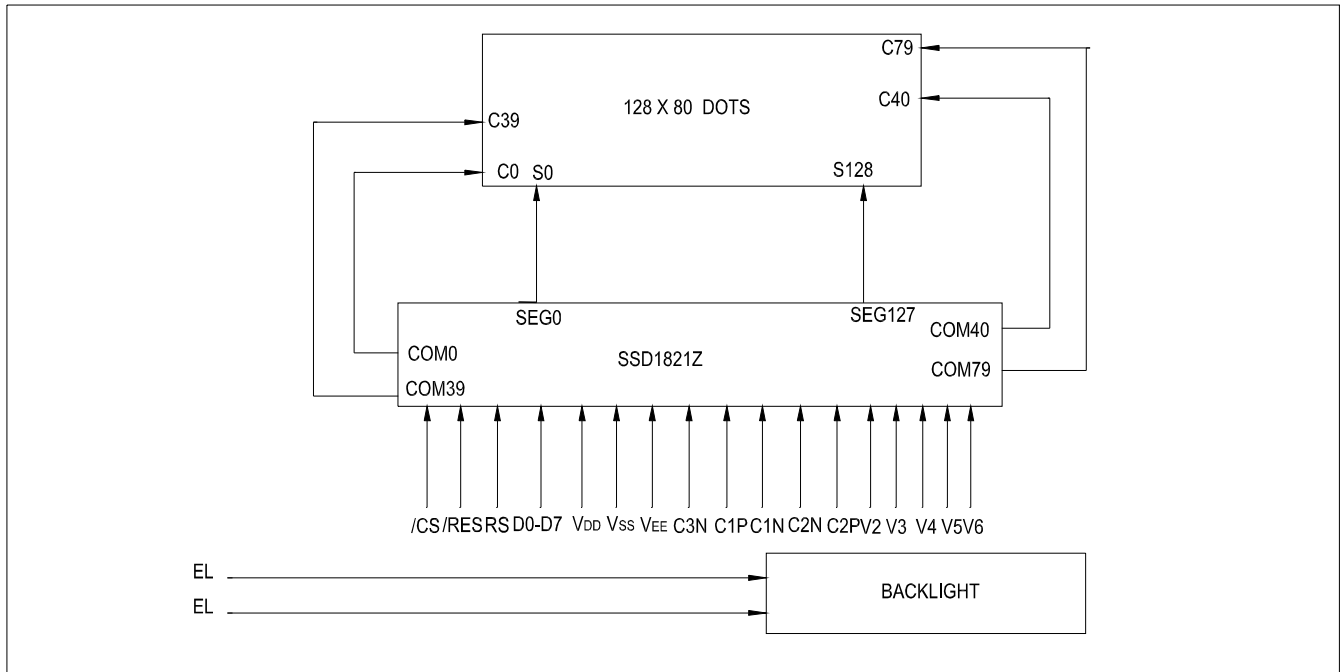 C79
128 X 80 DOTS
C40
C39
C0 S0
S128
SEG0
SEG127
COM40
COM0
SSD1821Z
COM79
COM39
/CS /RES RS D0-D7 VDD VSS VEE C3N C1P C1N C2N C2P V2 V3 V4 V5 V6
EL
BACKLIGHT
EL